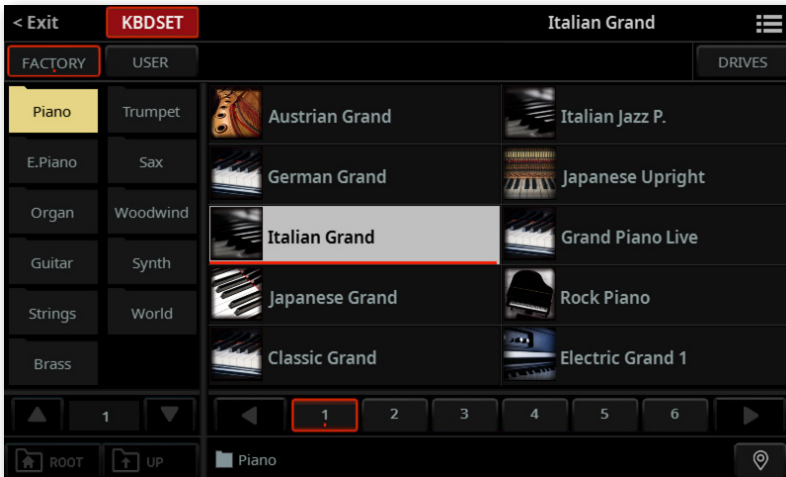 < Exit KBDSET Italian Grand
FACTORY USER DRIVES
Piano Trumpet Austrian Grand Italian Jazz P.
E.Piano Sax German Grand Japanese Upright
Organ Woodwind Italian Grand Grand Piano Live
Guitar Synth Japanese Grand Rock Piano
Strings World Classic Grand Electric Grand 1
Brass
1 1 2 3 4 5 6
ROOT UP Piano